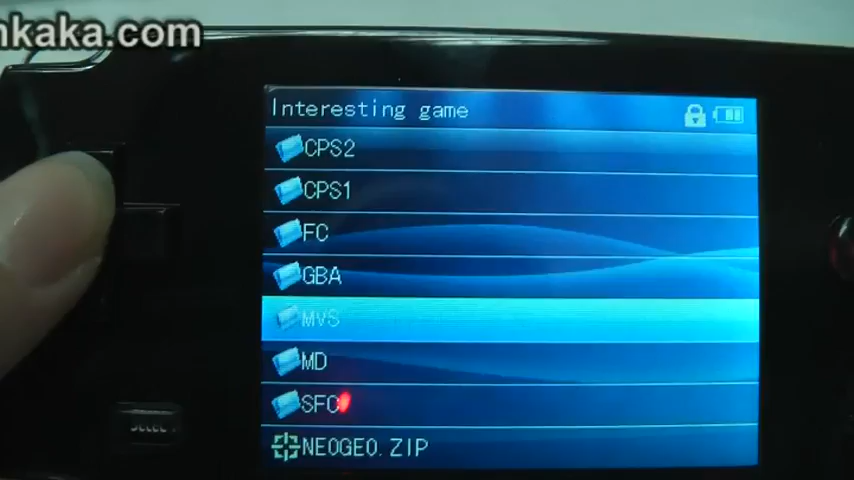 nkaka.com
Interesting game
CPS2
CPS1
FC
GBA
MVS
MD
SFC
NEOGEO.ZIP